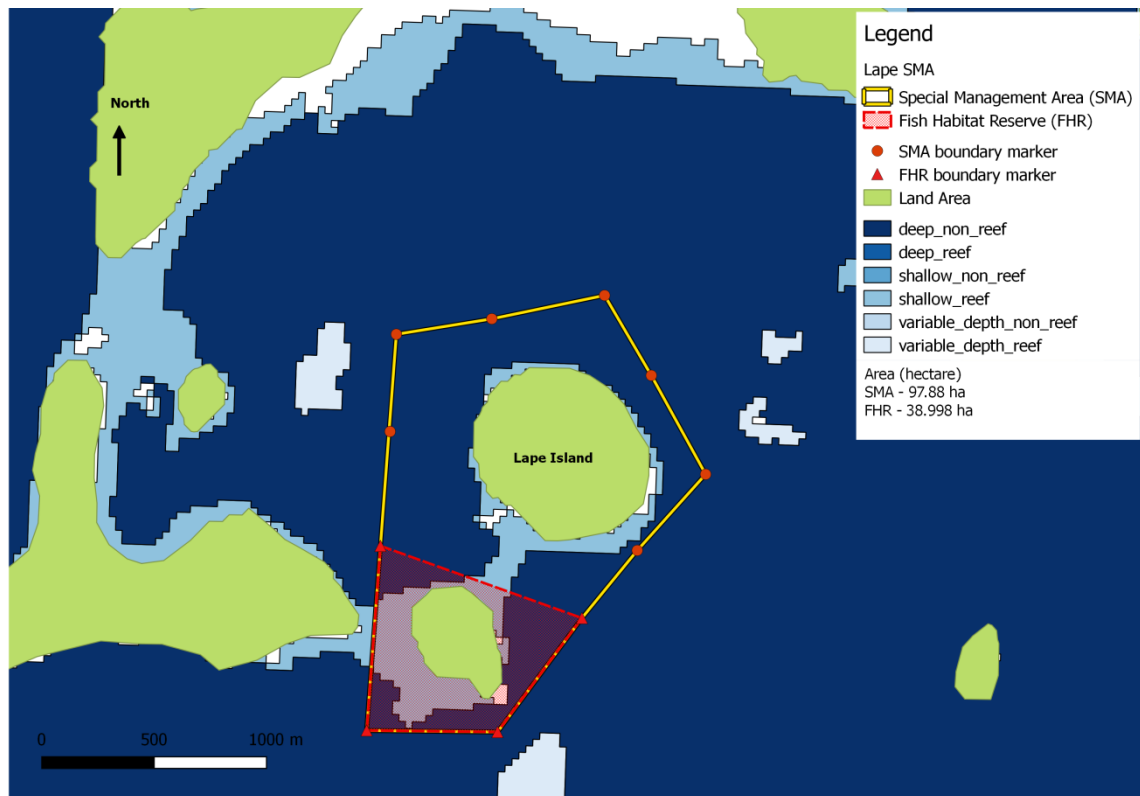 North
Lape Island
0 500 1000 m
Legend
Lape SMA
Special Management Area (SMA)
Fish Habitat Reserve (FHR)
SMA boundary marker
FHR boundary marker
Land Area
deep_non_reef
deep_reef
shallow_non_reef
shallow_reef
variable_depth_non_reef
variable_depth_reef
Area (hectare)
SMA - 97.88 ha
FHR - 38.998 ha